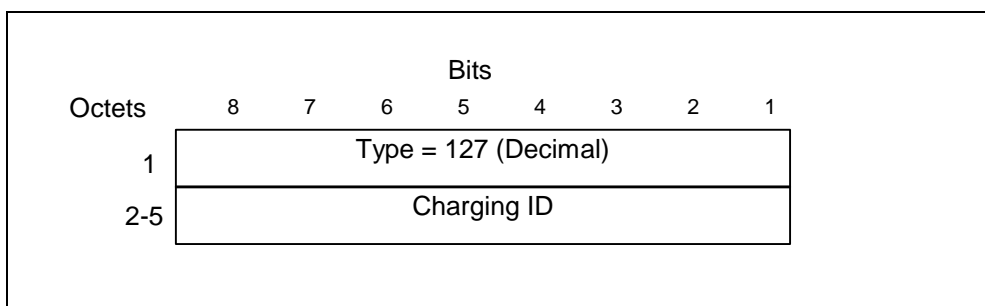 Bits
Octets 8 7 6 5 4 3 2 1
1 Type = 127 (Decimal)
2-5 Charging ID